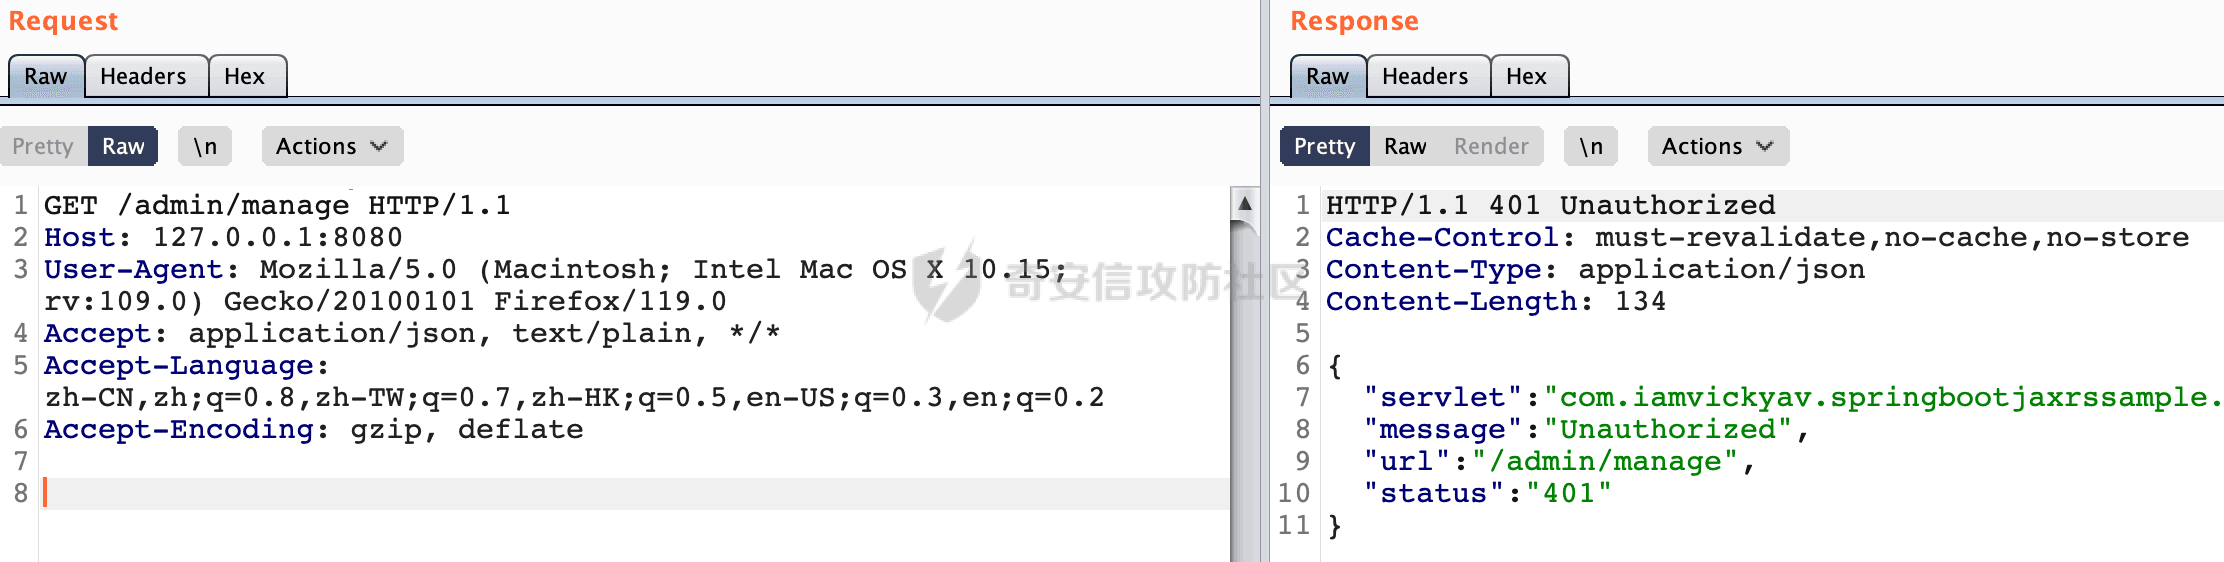 Request
Raw Headers Hex
Pretty Raw \n Actions
1 GET /admin/manage HTTP/1.1
2 Host: 127.0.0.1:8080
3 User-Agent: Mozilla/5.0 (Macintosh; Intel Mac OS X 10.15;
rv:109.0) Gecko/20100101 Firefox/119.0
4 Accept: application/json, text/plain, */*
5 Accept-Language:
zh-CN,zh;q=0.8,zh-TW;q=0.7,zh-HK;q=0.5,en-US;q=0.3,en;q=0.2
6 Accept-Encoding: gzip, deflate
7
8
奇安信攻防社区
Response
Raw Headers Hex
Pretty Raw Render \n Actions
1 HTTP/1.1 401 Unauthorized
2 Cache-Control: must-revalidate,no-cache,no-store
3 Content-Type: application/json
4 Content-Length: 134
5
6 {
7 "servlet":"com.iamvickyav.springbootjaxrssample.
8 "message":"Unauthorized",
9 "url":"/admin/manage",
10 "status":"401"
11 }